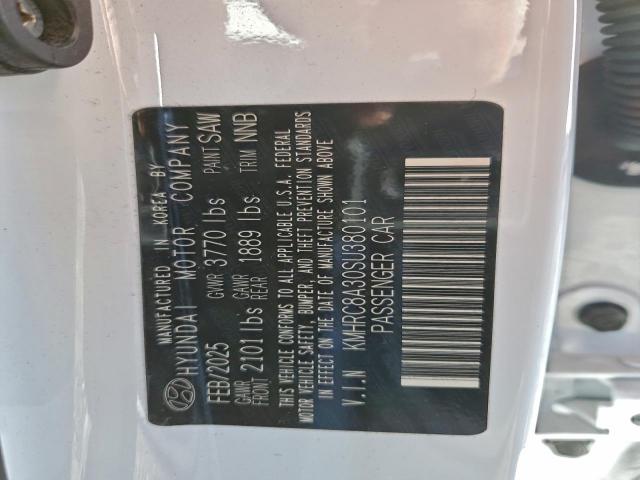 MANUFACTURED IN KOREA BY
HYUNDAI MOTOR COMPANY
FEB/2025 GVWR 3770 lbs PAINT SAW
GAWR FRONT 2101 lbs GAWR REAR 1889 lbs TRIM NNB
THIS VEHICLE CONFORMS TO ALL APPLICABLE U.S.A. FEDERAL
MOTOR VEHICLE SAFETY, BUMPER, AND THEFT PREVENTION STANDARDS
IN EFFECT ON THE DATE OF MANUFACTURE SHOWN ABOVE
V.I.N KMHRC8A30SU380101
PASSENGER CAR